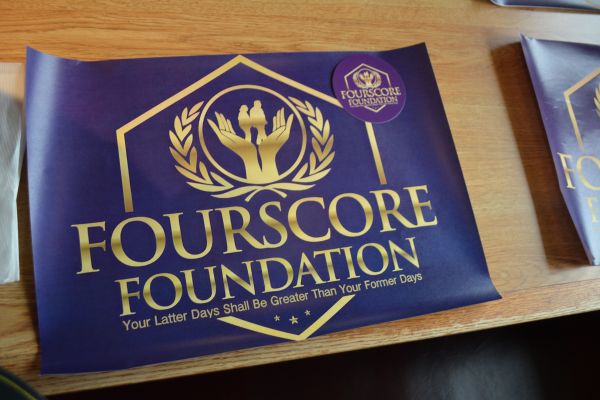 FOURSCORE
FOUNDATION
Your Latter Days Shall Be Greater Than Your Former Days
FOURSCORE
FOUNDATION